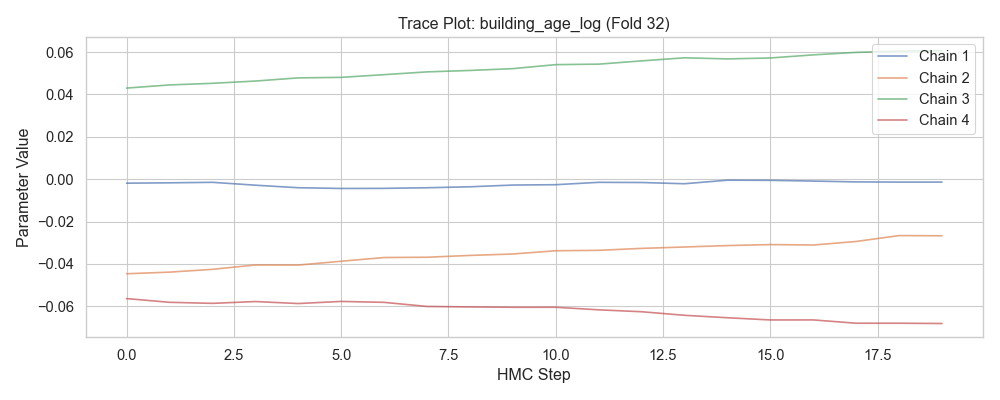 Trace Plot: building_age_log (Fold 32)
Parameter Value
0.06
0.04
0.02
0.00
−0.02
−0.04
−0.06
Chain 1
Chain 2
Chain 3
Chain 4
0.0 2.5 5.0 7.5 10.0 12.5 15.0 17.5
HMC Step